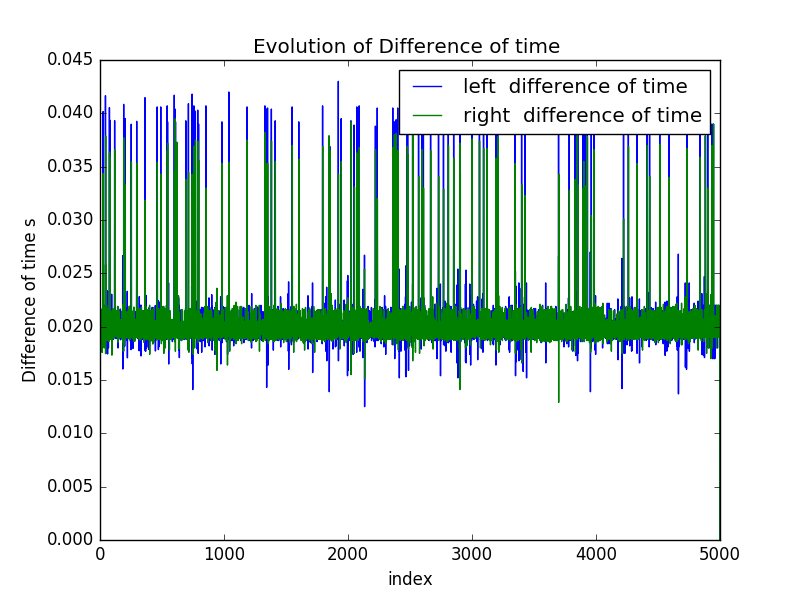 Evolution of Difference of time
left  difference of time
right  difference of time
0.045
0.040
0.035
0.030
0.025
0.020
0.015
0.010
0.005
0.000
Difference of time s
0 1000 2000 3000 4000 5000
index